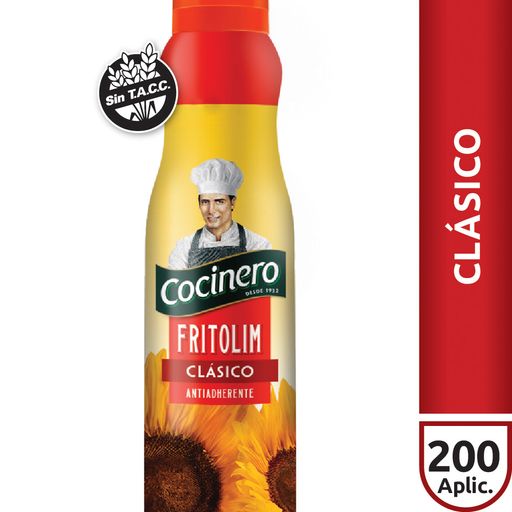 Sin T.A.C.C.
Cocinero
DESDE 1922
FRITOLIM
CLÁSICO
ANTIADHERENTE
CLÁSICO
200
Aplic.